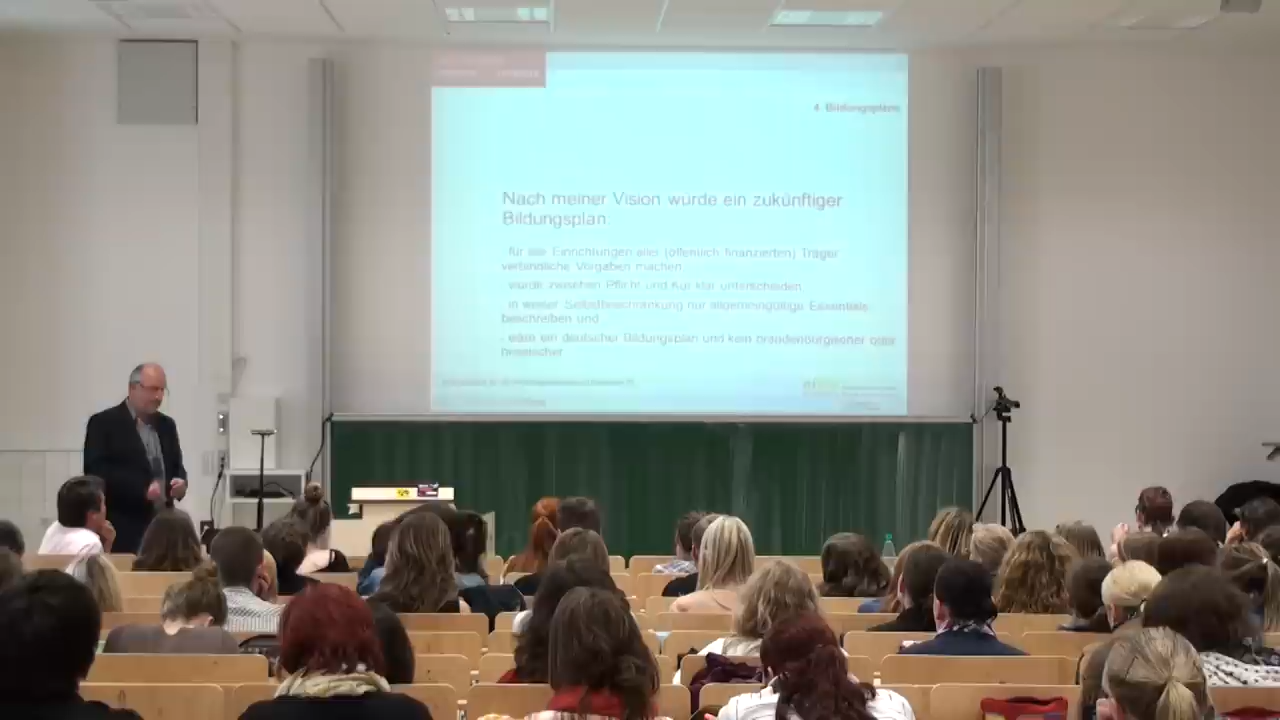 4. Bildungspläne
Nach meiner Vision würde ein zukünftiger
Bildungsplan:
für alle Einrichtungen aller (öffentlich finanzierten) Träger
verbindliche Vorgaben machen
würde zwischen Pflicht und Kür klar unterscheiden
in weiser Selbstbeschränkung nur allgemeingültige Essentials
beschreiben und
- wäre ein deutscher Bildungsplan und kein brandenburgischer oder
hessischer